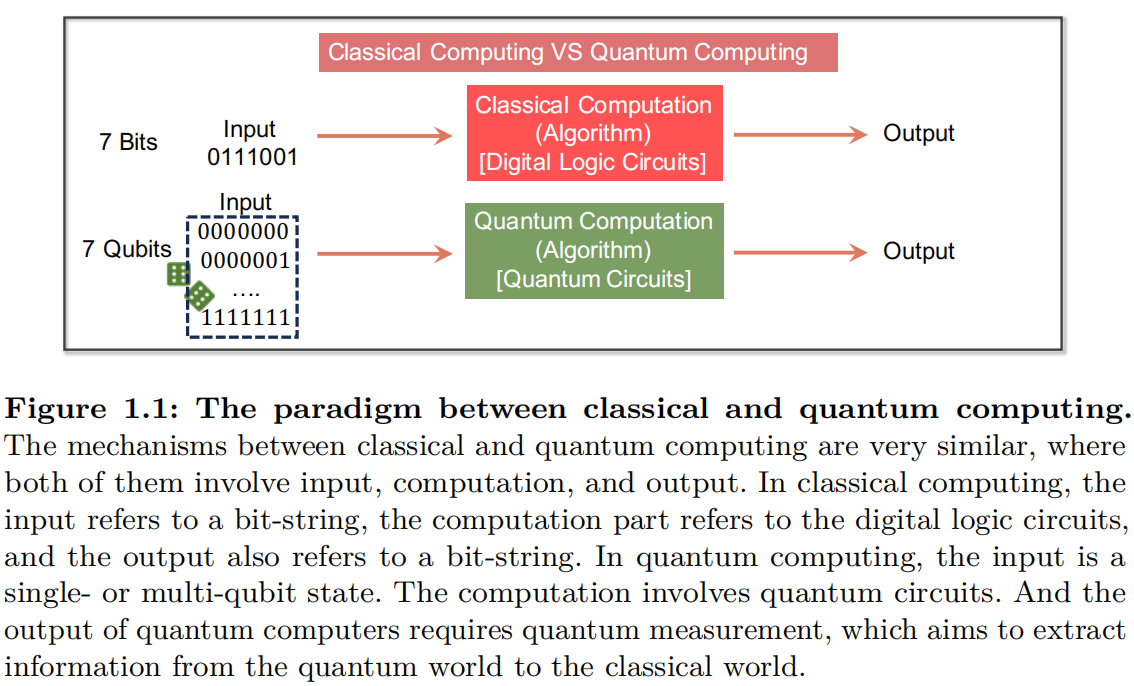 Classical Computing VS Quantum Computing
7 Bits
Input
0111001
Classical Computation
(Algorithm)
[Digital Logic Circuits]
Output
7 Qubits
Input
0000000
0000001
....
1111111
Quantum Computation
(Algorithm)
[Quantum Circuits]
Output
Figure 1.1: The paradigm between classical and quantum computing.
The mechanisms between classical and quantum computing are very similar, where
both of them involve input, computation, and output. In classical computing, the
input refers to a bit-string, the computation part refers to the digital logic circuits,
and the output also refers to a bit-string. In quantum computing, the input is a
single- or multi-qubit state. The computation involves quantum circuits. And the
output of quantum computers requires quantum measurement, which aims to extract
information from the quantum world to the classical world.